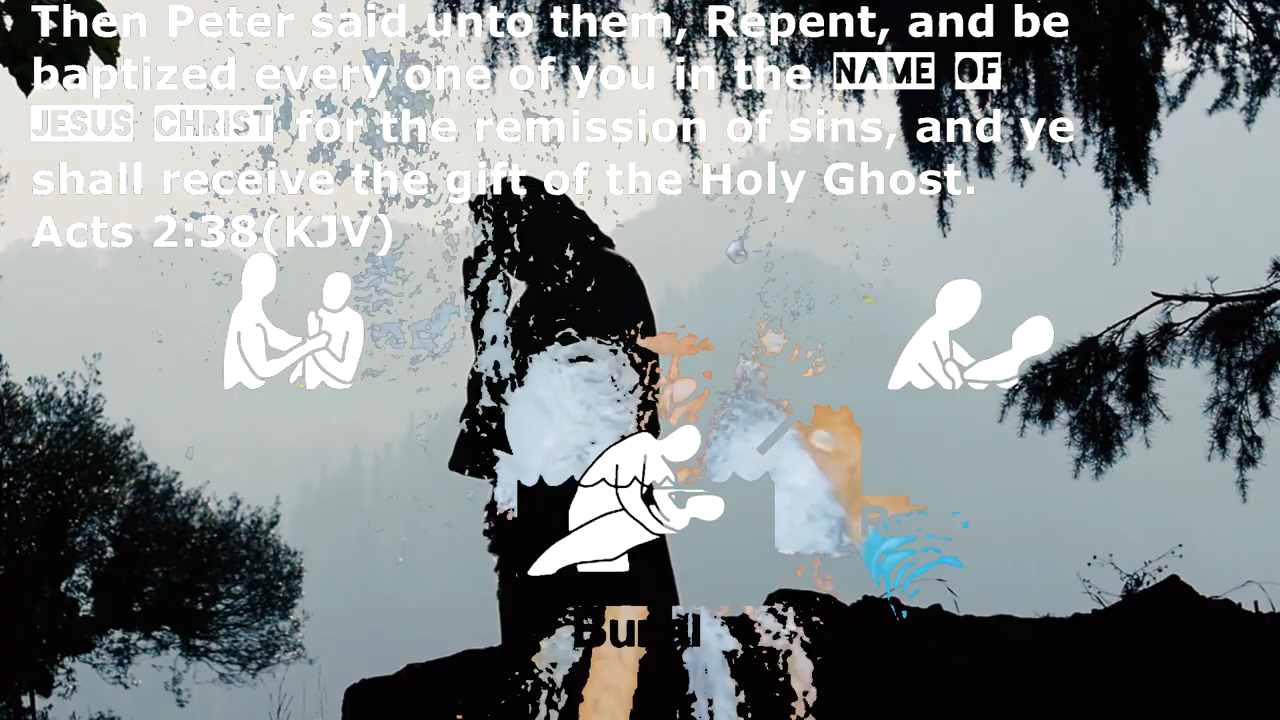 Then Peter said unto them, Repent, and be
baptized every one of you in the NAME OF
JESUS CHRIST for the remission of sins, and ye
shall receive the gift of the Holy Ghost.
Acts 2:38(KJV)